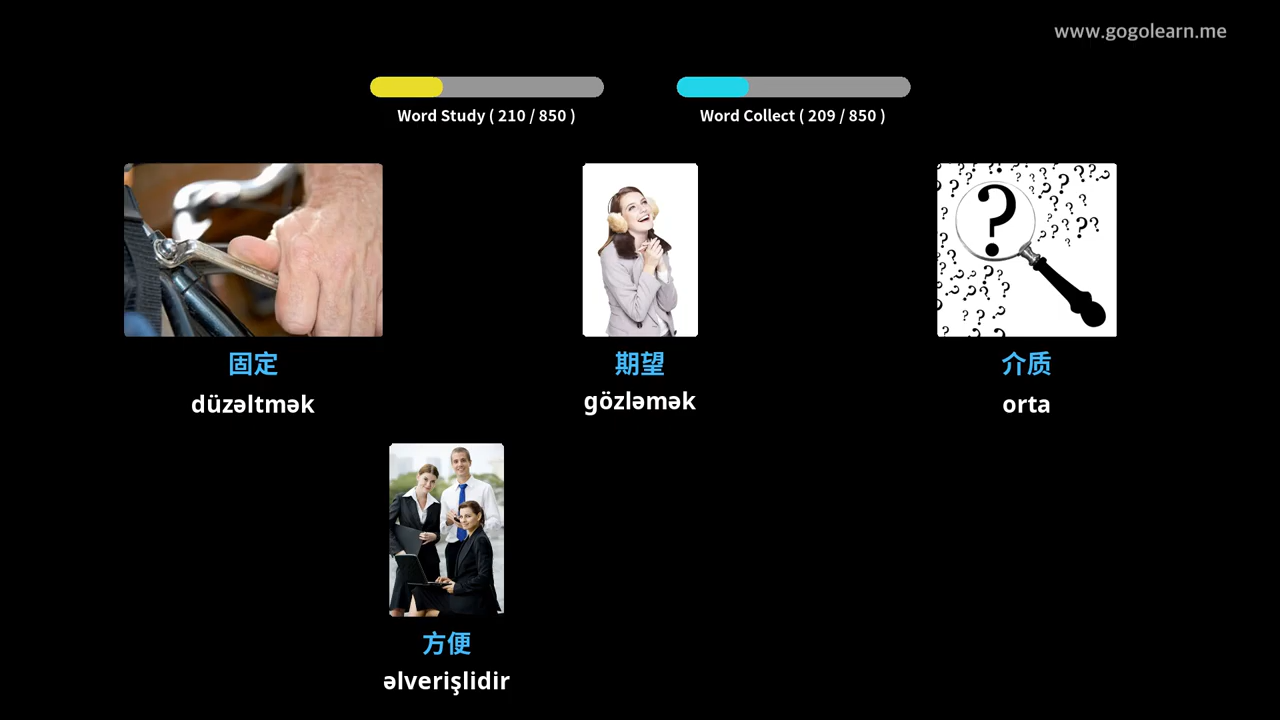 www.gogolearn.me
Word Study ( 210 / 850 )
Word Collect ( 209 / 850 )
固定
düzəltmək
期望
gözləmək
介质
orta
方便
əlverişlidir